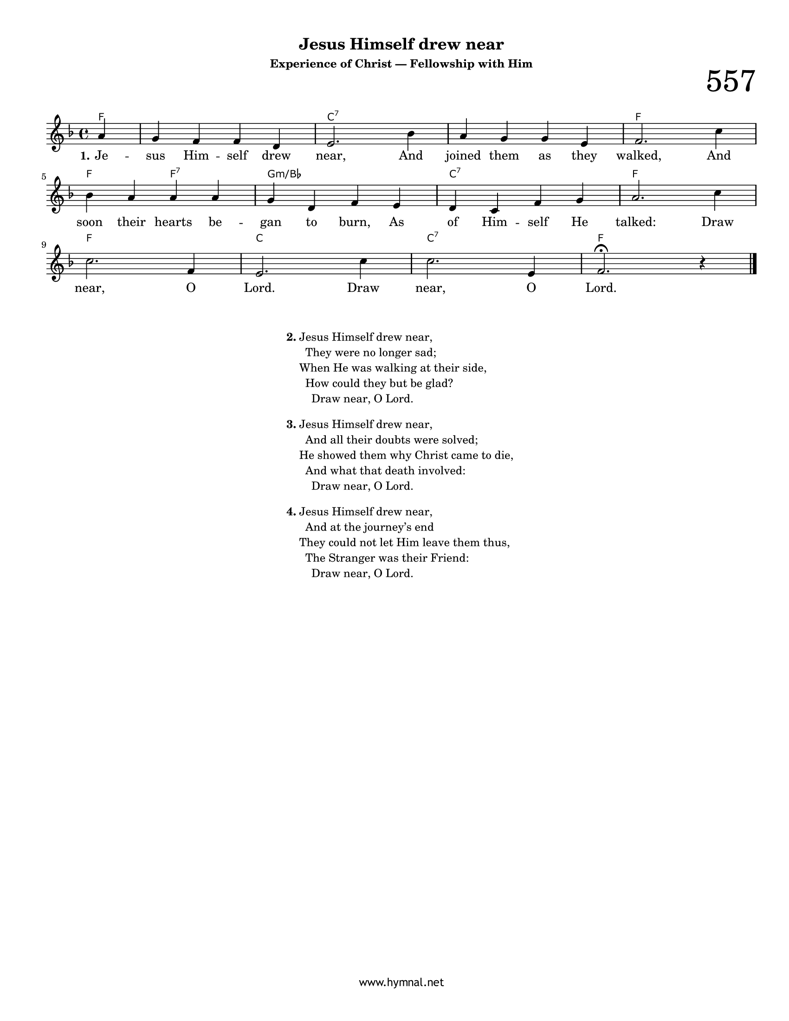 Jesus Himself drew near
Experience of Christ — Fellowship with Him
557
F C7 F
1. Je - sus Him - self drew near, And joined them as they walked, And
5 F F7 Gm/B♭ C7 F
soon their hearts be - gan to burn, As of Him - self He talked: Draw
9 F C C7 F
near, O Lord. Draw near, O Lord.
2. Jesus Himself drew near,
They were no longer sad;
When He was walking at their side,
How could they but be glad?
Draw near, O Lord.
3. Jesus Himself drew near,
And all their doubts were solved;
He showed them why Christ came to die,
And what that death involved:
Draw near, O Lord.
4. Jesus Himself drew near,
And at the journey's end
They could not let Him leave them thus,
The Stranger was their Friend:
Draw near, O Lord.
www.hymnal.net